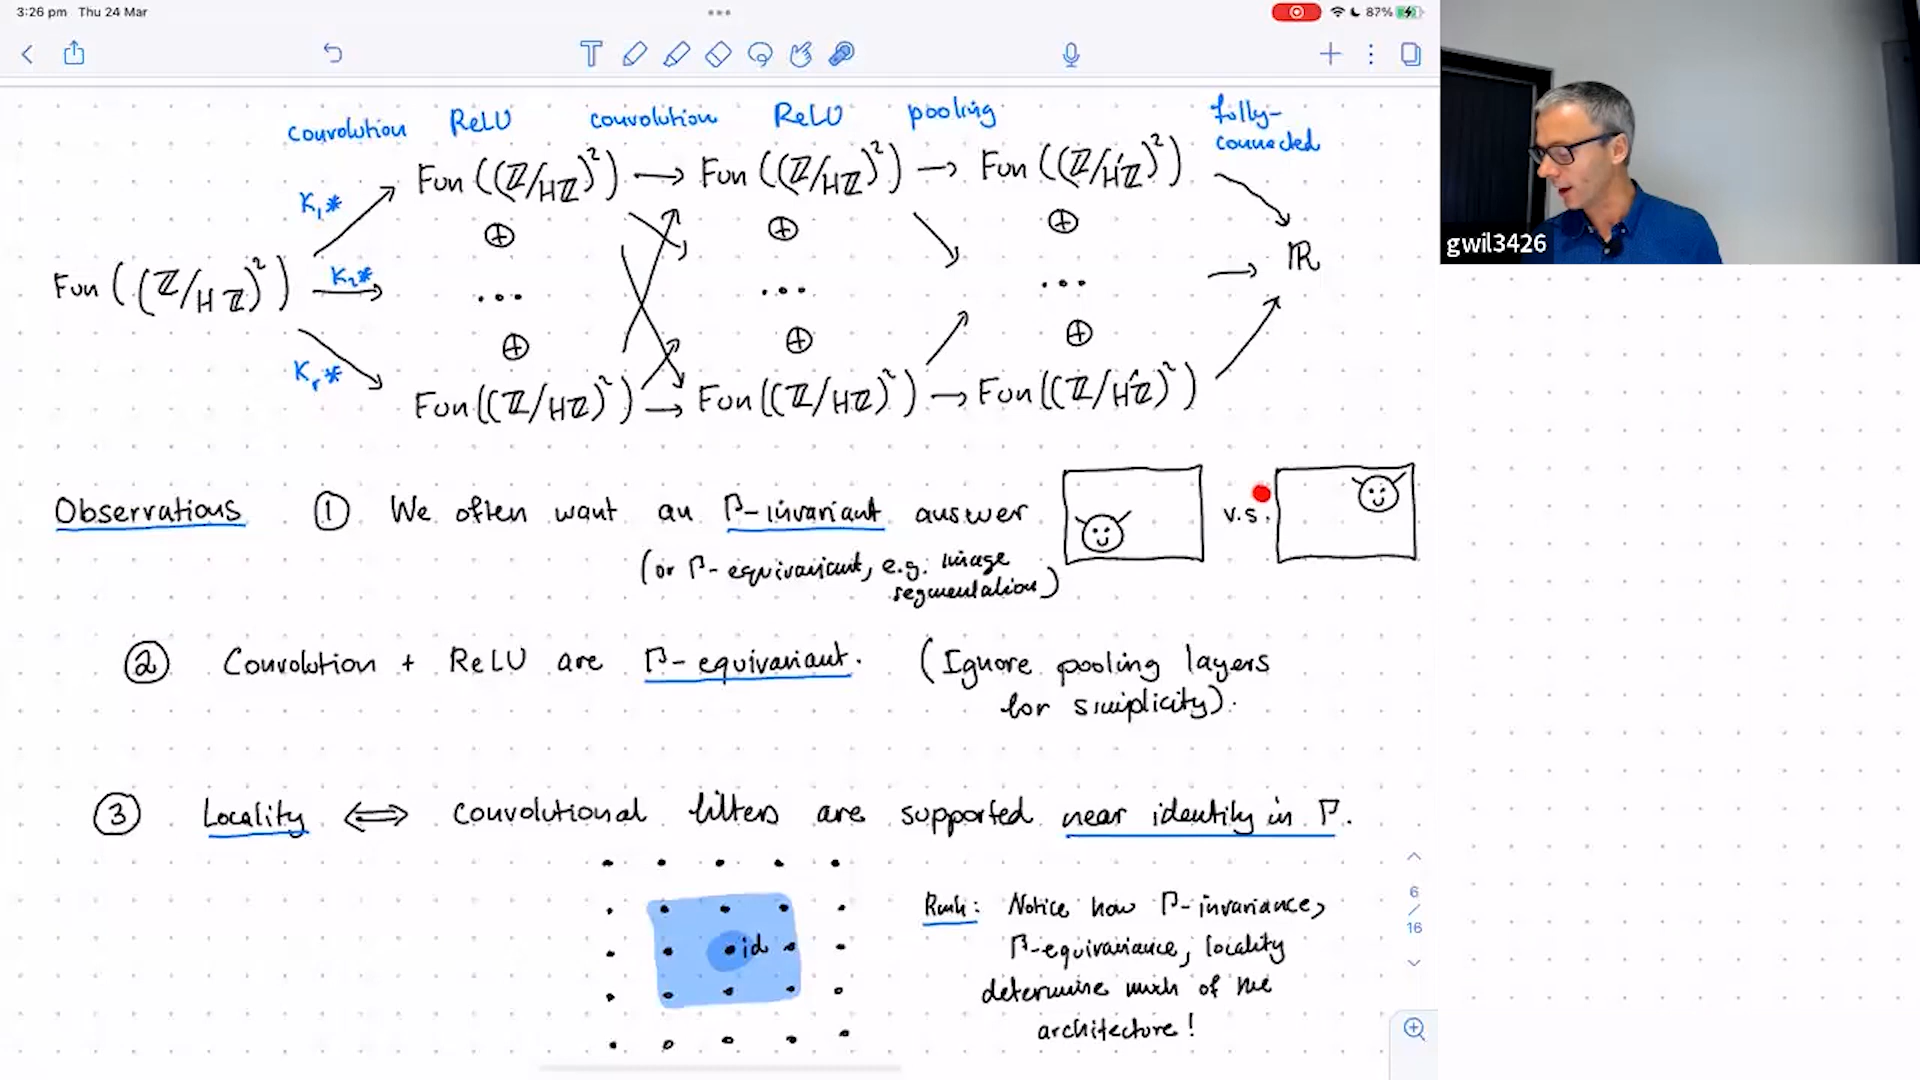 3:26 pm Thu 24 Mar
87%
convolution ReLU convolution ReLU pooling fully-connected
K₁* K₂* Kᵣ*
Fun((ℤ/Hℤ)²) → Fun((ℤ/Hℤ)²) → Fun((ℤ/H'ℤ)²)
⊕ ⊕ ⊕
Fun((ℤ/Hℤ)²) ... ... ... → ℝ
⊕ ⊕ ⊕
Fun((ℤ/Hℤ)²) → Fun((ℤ/Hℤ)²) → Fun((ℤ/H'ℤ)²)
gwil3426
Observations ① We often want an Γ-invariant answer v.s.
(or Γ-equivariant, e.g. image segmentation)
② Convolution + ReLU are Γ-equivariant. (Ignore pooling layers
for simplicity).
③ Locality ⟺ convolutional filters are supported near identity in Γ.
id
Rmk: Notice how Γ-invariance,
Γ-equivariance, locality
determine much of the
architecture!
6
/
16